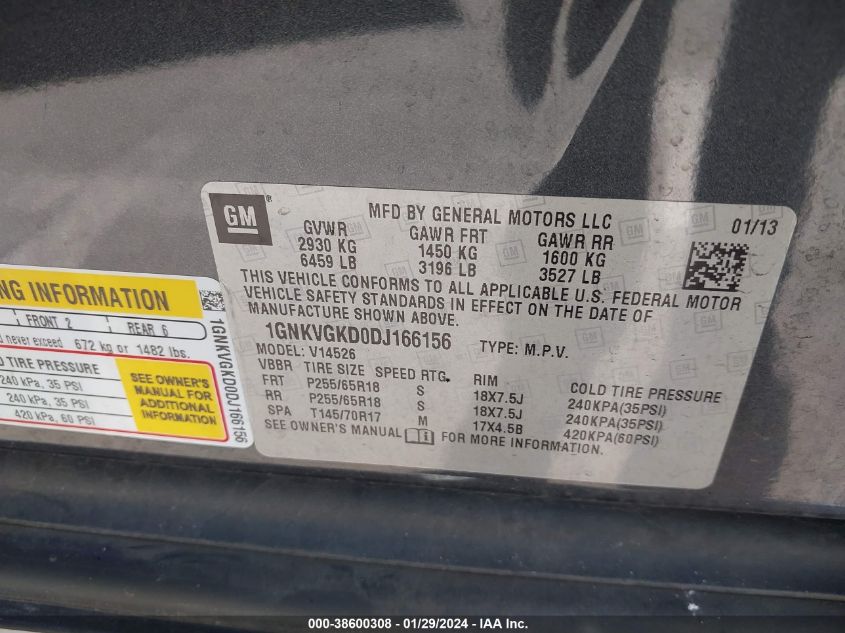 GM
MFD BY GENERAL MOTORS LLC
01/13
GVWR GAWR FRT GAWR RR
2930 KG 1450 KG 1600 KG
6459 LB 3196 LB 3527 LB
THIS VEHICLE CONFORMS TO ALL APPLICABLE U.S. FEDERAL MOTOR
VEHICLE SAFETY STANDARDS IN EFFECT ON THE DATE OF
MANUFACTURE SHOWN ABOVE.
1GNKVGKD0DJ166156 TYPE: M.P.V.
MODEL: V14526
VBBR TIRE SIZE SPEED RTG. RIM COLD TIRE PRESSURE
FRT P255/65R18 S 18X7.5J 240KPA(35PSI)
RR P255/65R18 S 18X7.5J 240KPA(35PSI)
SPA T145/70R17 M 17X4.5B 420KPA(60PSI)
SEE OWNER'S MANUAL FOR MORE INFORMATION.
INFORMATION
FRONT 2 REAR 6
never exceed 672 kg or 1482 lbs.
TIRE PRESSURE
240 kPa, 35 PSI
240 kPa, 35 PSI
420 kPa, 60 PSI
SEE OWNER'S
MANUAL FOR
ADDITIONAL
INFORMATION
1GNKVGKD0DJ166156
000-38600308 - 01/29/2024 - IAA Inc.